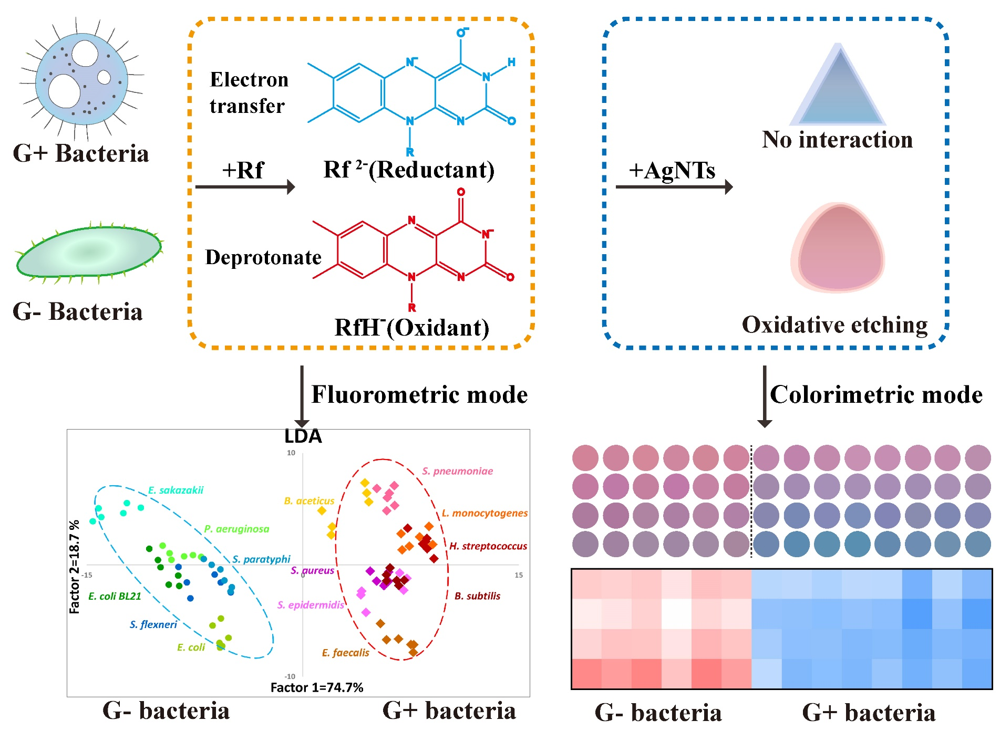 G+ Bacteria
G- Bacteria
Electron
transfer
+Rf
Deprotonate
O-
N-
H
N
N
N
O
R
Rf 2-(Reductant)
O
N
N-
N
N
O
R
RfH-(Oxidant)
+AgNTs
No interaction
Oxidative etching
Fluorometric mode
Colorimetric mode
LDA
10
S. pneumoniae
E. sakazakii
B. aceticus
L. monocytogenes
P. aeruginosa
H. streptococcus
S. paratyphi
S. aureus
-15
0
15
E. coli BL21
B. subtilis
S. epidermidis
S. flexneri
E. coli
E. faecalis
-10
Factor 2=18.7 %
Factor 1=74.7%
G- bacteria
G+ bacteria
G- bacteria
G+ bacteria